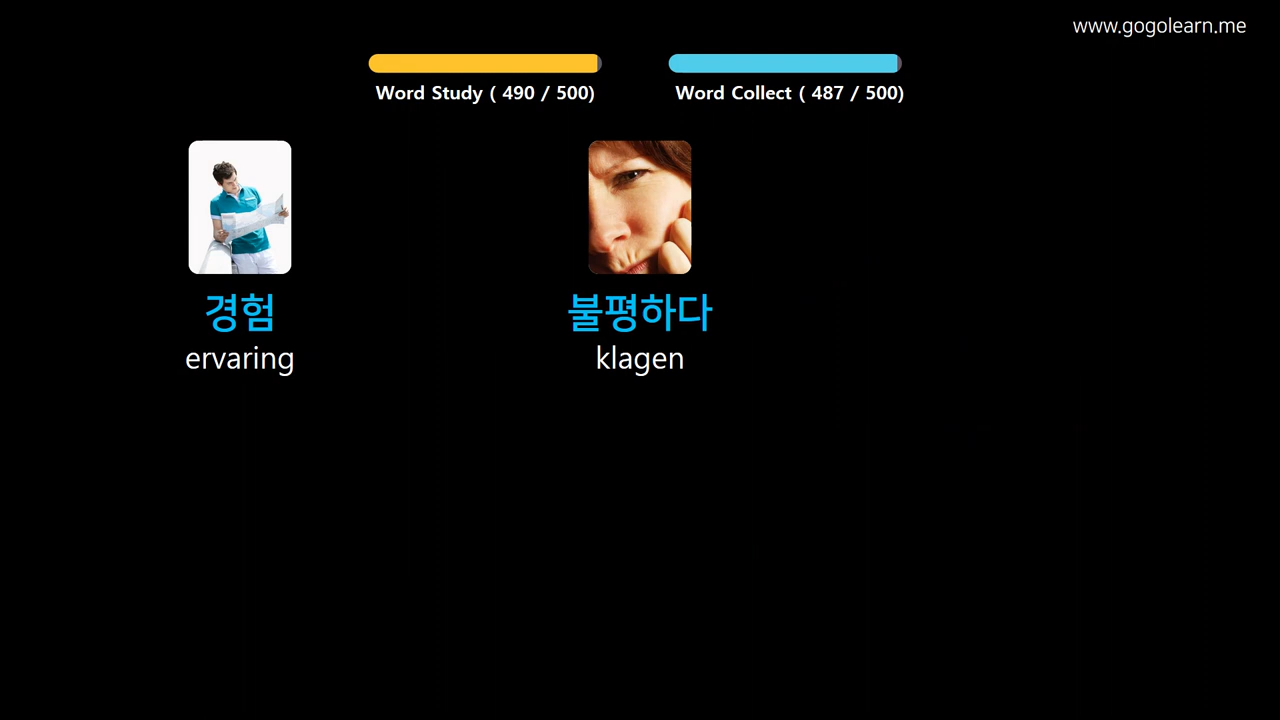 www.gogolearn.me
Word Study ( 490 / 500)
Word Collect ( 487 / 500)
경험
불평하다
ervaring
klagen